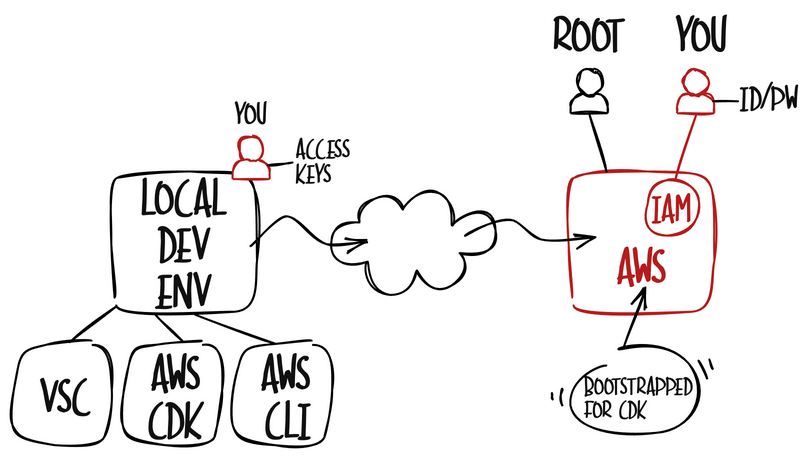 ROOT
YOU
ID/PW
YOU
ACCESS
KEYS
LOCAL
DEV
ENV
IAM
AWS
VSC
AWS
CDK
AWS
CLI
BOOTSTRAPPED
FOR CDK